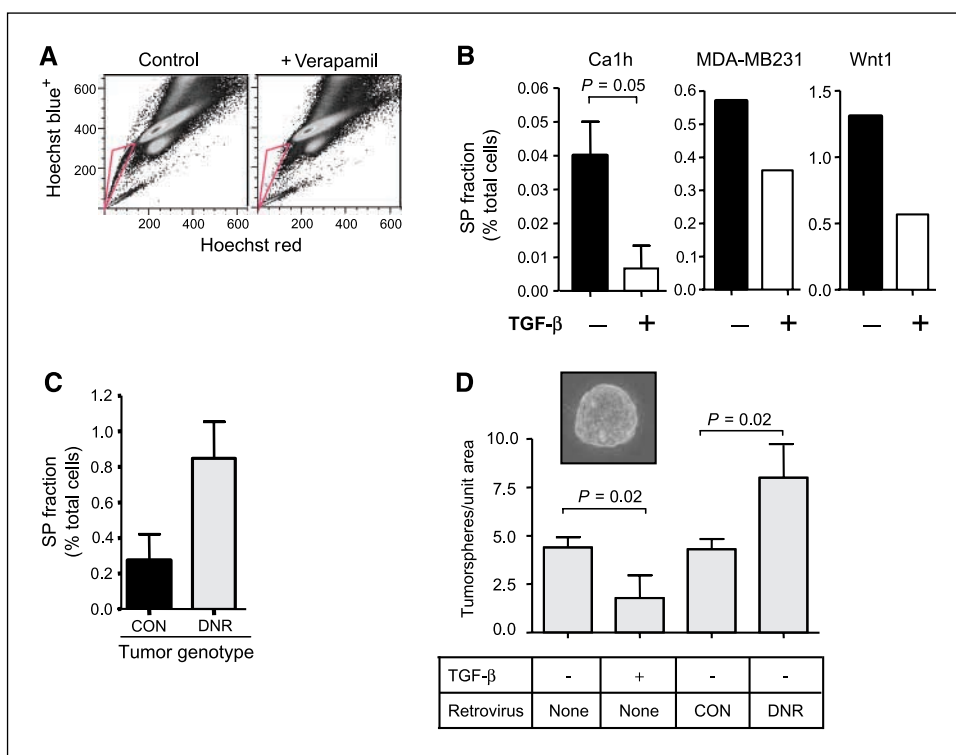 A
Control
+ Verapamil
Hoechst blue+
600
400
200
200 400 600
200 400 600
Hoechst red
B
Ca1h
MDA-MB231
Wnt1
P = 0.05
SP fraction
(% total cells)
0.06
0.05
0.04
0.03
0.02
0.01
0.00
0.6
0.5
0.4
0.3
0.2
0.1
0.0
1.5
1.0
0.5
0.0
TGF-β — + — + — +
C
SP fraction
(% total cells)
1.2
1.0
0.8
0.6
0.4
0.2
0.0
CON DNR
Tumor genotype
D
Tumorspheres/unit area
10.0
7.5
5.0
2.5
0.0
P = 0.02
P = 0.02
TGF-β - + - -
Retrovirus None None CON DNR